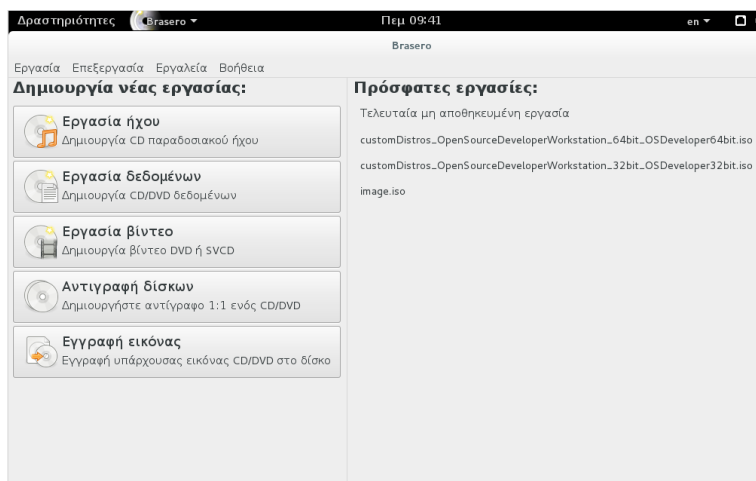 Δραστηριότητες Brasero Πεμ 09:41 en
Brasero
Εργασία Επεξεργασία Εργαλεία Βοήθεια
Δημιουργία νέας εργασίας:
Εργασία ήχου
Δημιουργία CD παραδοσιακού ήχου
Εργασία δεδομένων
Δημιουργία CD/DVD δεδομένων
Εργασία βίντεο
Δημιουργία βίντεο DVD ή SVCD
Αντιγραφή δίσκων
Δημιουργήστε αντίγραφο 1:1 ενός CD/DVD
Εγγραφή εικόνας
Εγγραφή υπάρχουσας εικόνας CD/DVD στο δίσκο
Πρόσφατες εργασίες:
Τελευταία μη αποθηκευμένη εργασία
customDistros_OpenSourceDeveloperWorkstation_64bit_OSDeveloper64bit.iso
customDistros_OpenSourceDeveloperWorkstation_32bit_OSDeveloper32bit.iso
image.iso